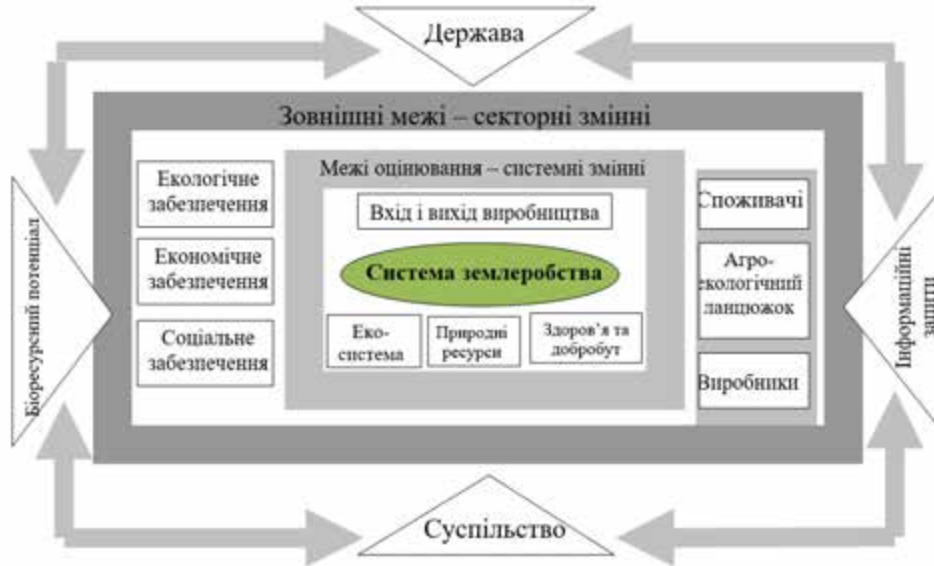 Держава
Зовнішні межі – секторні змінні
Біоресурсний потенціал
Екологічне
забезпечення
Економічне
забезпечення
Соціальне
забезпечення
Межі оцінювання – системні змінні
Вхід і вихід виробництва
Система землеробства
Еко-
система
Природні
ресурси
Здоров’я та
добробут
Споживачі
Агро-
екологічний
ланцюжок
Виробники
Інформаційні
запити
Суспільство